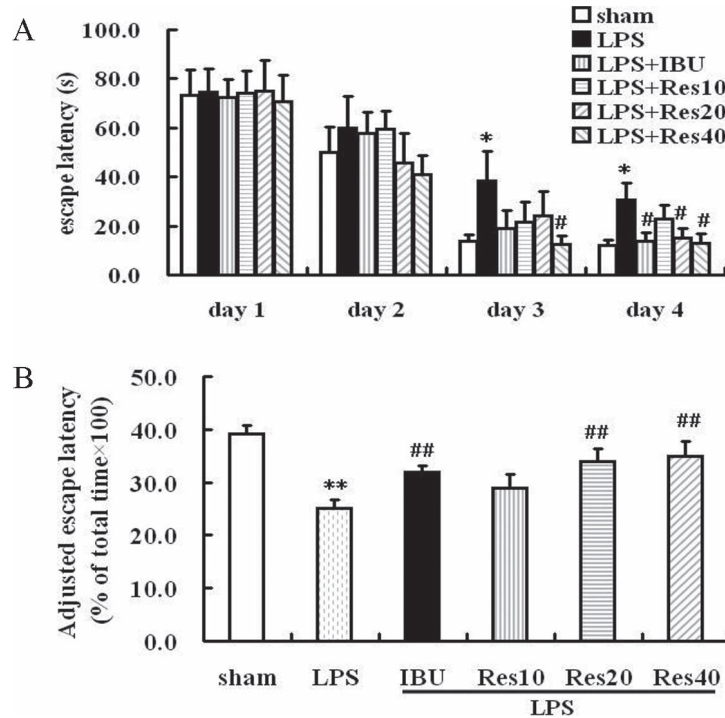 A
sham
LPS
LPS+IBU
LPS+Res10
LPS+Res20
LPS+Res40
escape latency (s)
100.0
80.0
60.0
40.0
20.0
0.0
*
#
*
#
#
#
day 1
day 2
day 3
day 4
B
Adjusted escape latency
(% of total time×100)
50.0
40.0
30.0
20.0
10.0
0.0
**
##
##
##
sham
LPS
IBU
Res10
Res20
Res40
LPS